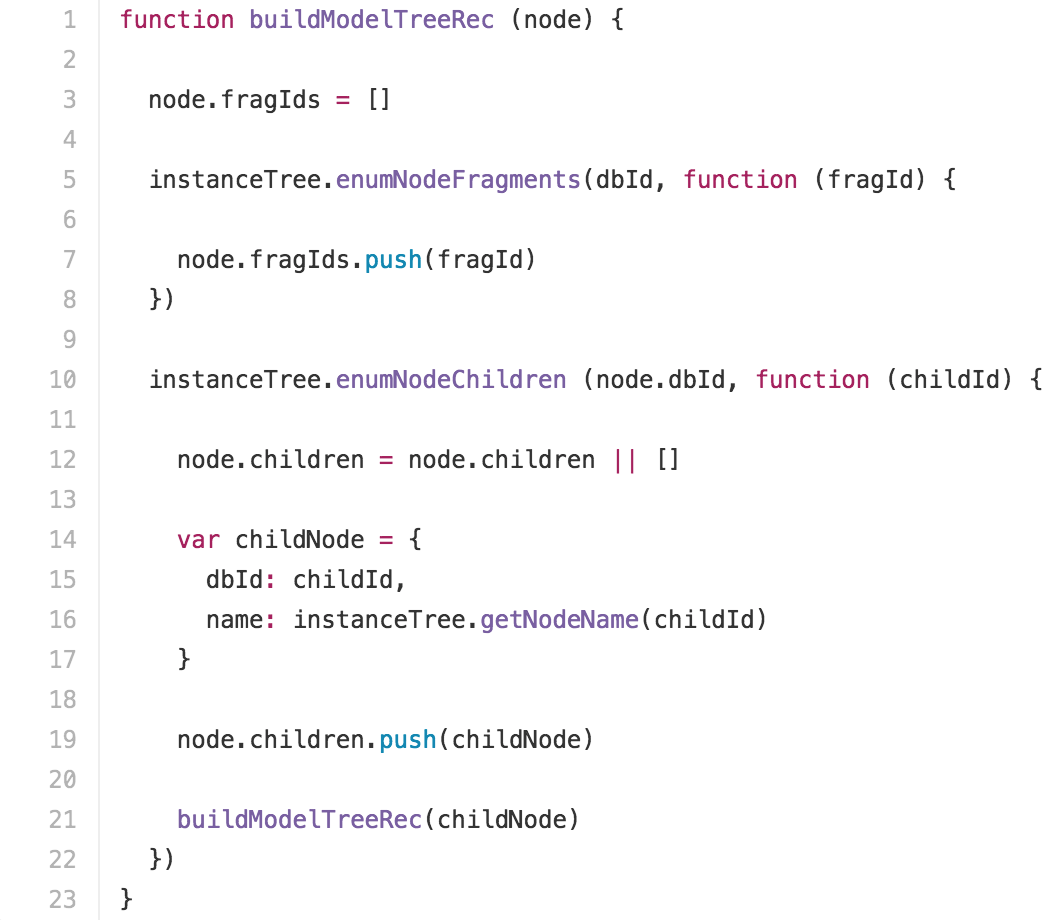 1 function buildModelTreeRec (node) {
2
3   node.fragIds = []
4
5   instanceTree.enumNodeFragments(dbId, function (fragId) {
6
7     node.fragIds.push(fragId)
8   })
9
10   instanceTree.enumNodeChildren (node.dbId, function (childId) {
11
12     node.children = node.children || []
13
14     var childNode = {
15       dbId: childId,
16       name: instanceTree.getNodeName(childId)
17     }
18
19     node.children.push(childNode)
20
21     buildModelTreeRec(childNode)
22   })
23 }